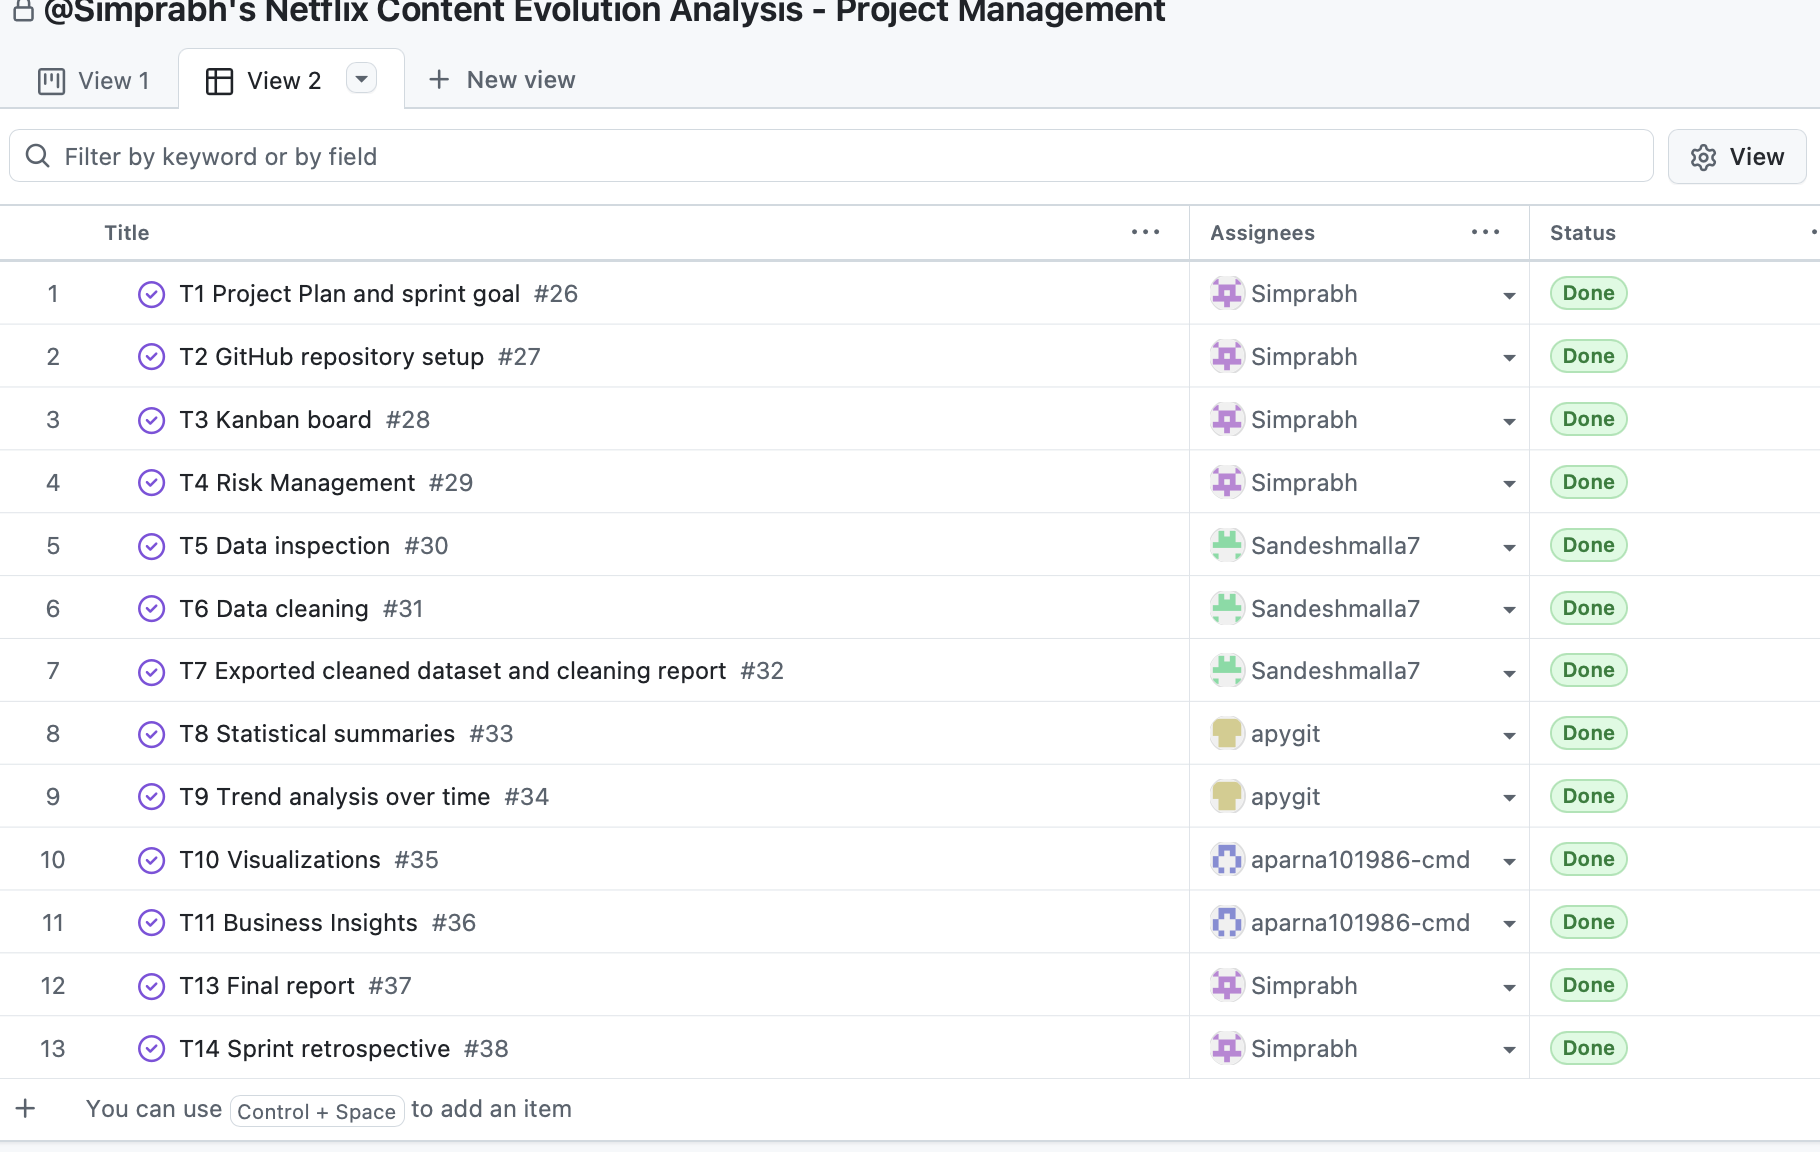 @Simprabh's Netflix Content Evolution Analysis - Project Management
View 1 View 2 New view
Filter by keyword or by field View
Title Assignees Status
1 T1 Project Plan and sprint goal #26 Simprabh Done
2 T2 GitHub repository setup #27 Simprabh Done
3 T3 Kanban board #28 Simprabh Done
4 T4 Risk Management #29 Simprabh Done
5 T5 Data inspection #30 Sandeshmalla7 Done
6 T6 Data cleaning #31 Sandeshmalla7 Done
7 T7 Exported cleaned dataset and cleaning report #32 Sandeshmalla7 Done
8 T8 Statistical summaries #33 apygit Done
9 T9 Trend analysis over time #34 apygit Done
10 T10 Visualizations #35 aparna101986-cmd Done
11 T11 Business Insights #36 aparna101986-cmd Done
12 T13 Final report #37 Simprabh Done
13 T14 Sprint retrospective #38 Simprabh Done
You can use Control + Space to add an item